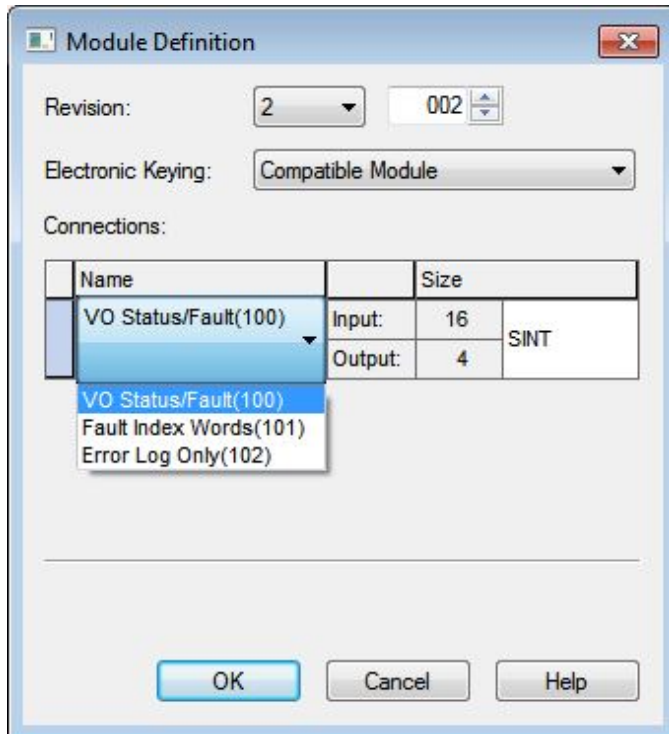 Module Definition
Revision: 2 002
Electronic Keying: Compatible Module
Connections:
Name Size
VO Status/Fault(100) Input: 16 SINT
Output: 4
VO Status/Fault(100)
Fault Index Words(101)
Error Log Only(102)
OK Cancel Help